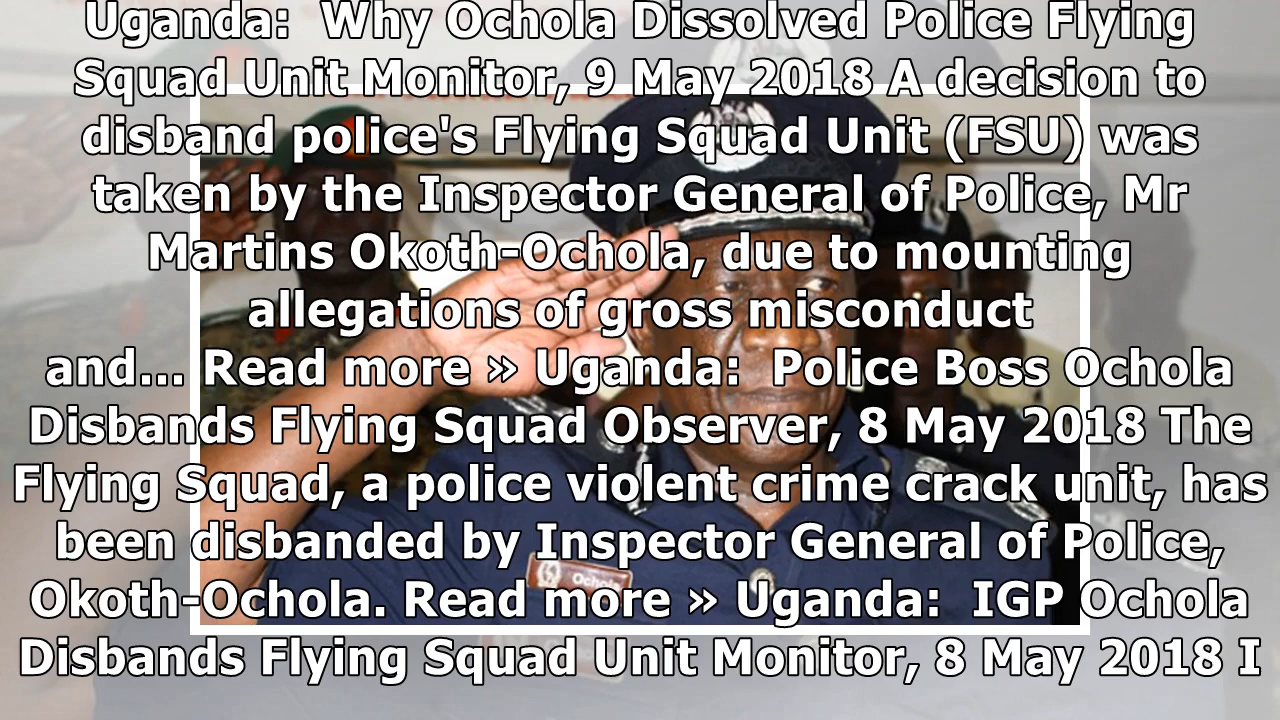 Uganda:  Why Ochola Dissolved Police Flying
Squad Unit Monitor, 9 May 2018 A decision to
disband police's Flying Squad Unit (FSU) was
taken by the Inspector General of Police, Mr
Martins Okoth-Ochola, due to mounting
allegations of gross misconduct
and... Read more » Uganda:  Police Boss Ochola
Disbands Flying Squad Observer, 8 May 2018 The
Flying Squad, a police violent crime crack unit, has
been disbanded by Inspector General of Police,
Ochola
Okoth-Ochola. Read more » Uganda:  IGP Ochola
Disbands Flying Squad Unit Monitor, 8 May 2018 I